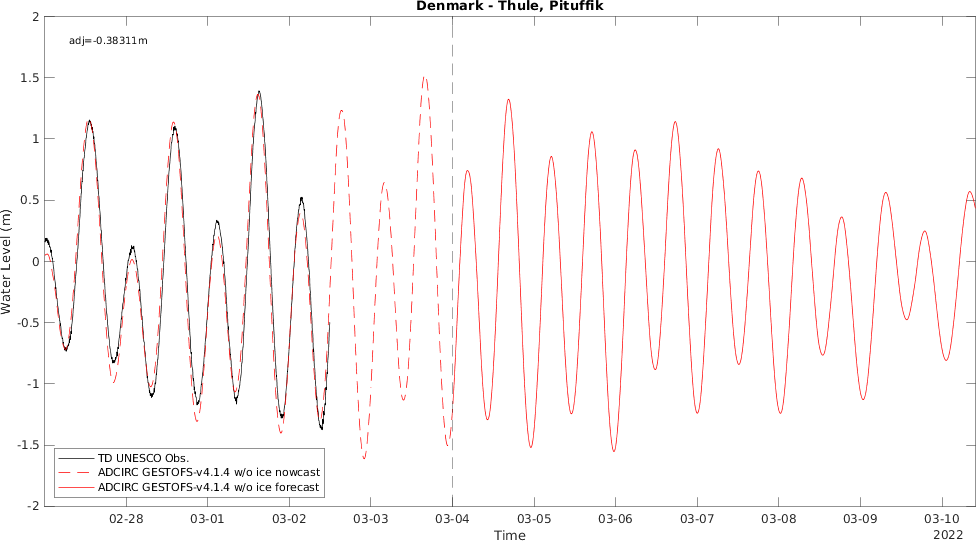 Denmark - Thule, Pituffik
adj=-0.38311m
2
1.5
1
0.5
0
-0.5
-1
-1.5
-2
Water Level (m)
TD UNESCO Obs.
ADCIRC GESTOFS-v4.1.4 w/o ice nowcast
ADCIRC GESTOFS-v4.1.4 w/o ice forecast
02-28 03-01 03-02 03-03 03-04 03-05 03-06 03-07 03-08 03-09 03-10
Time
2022